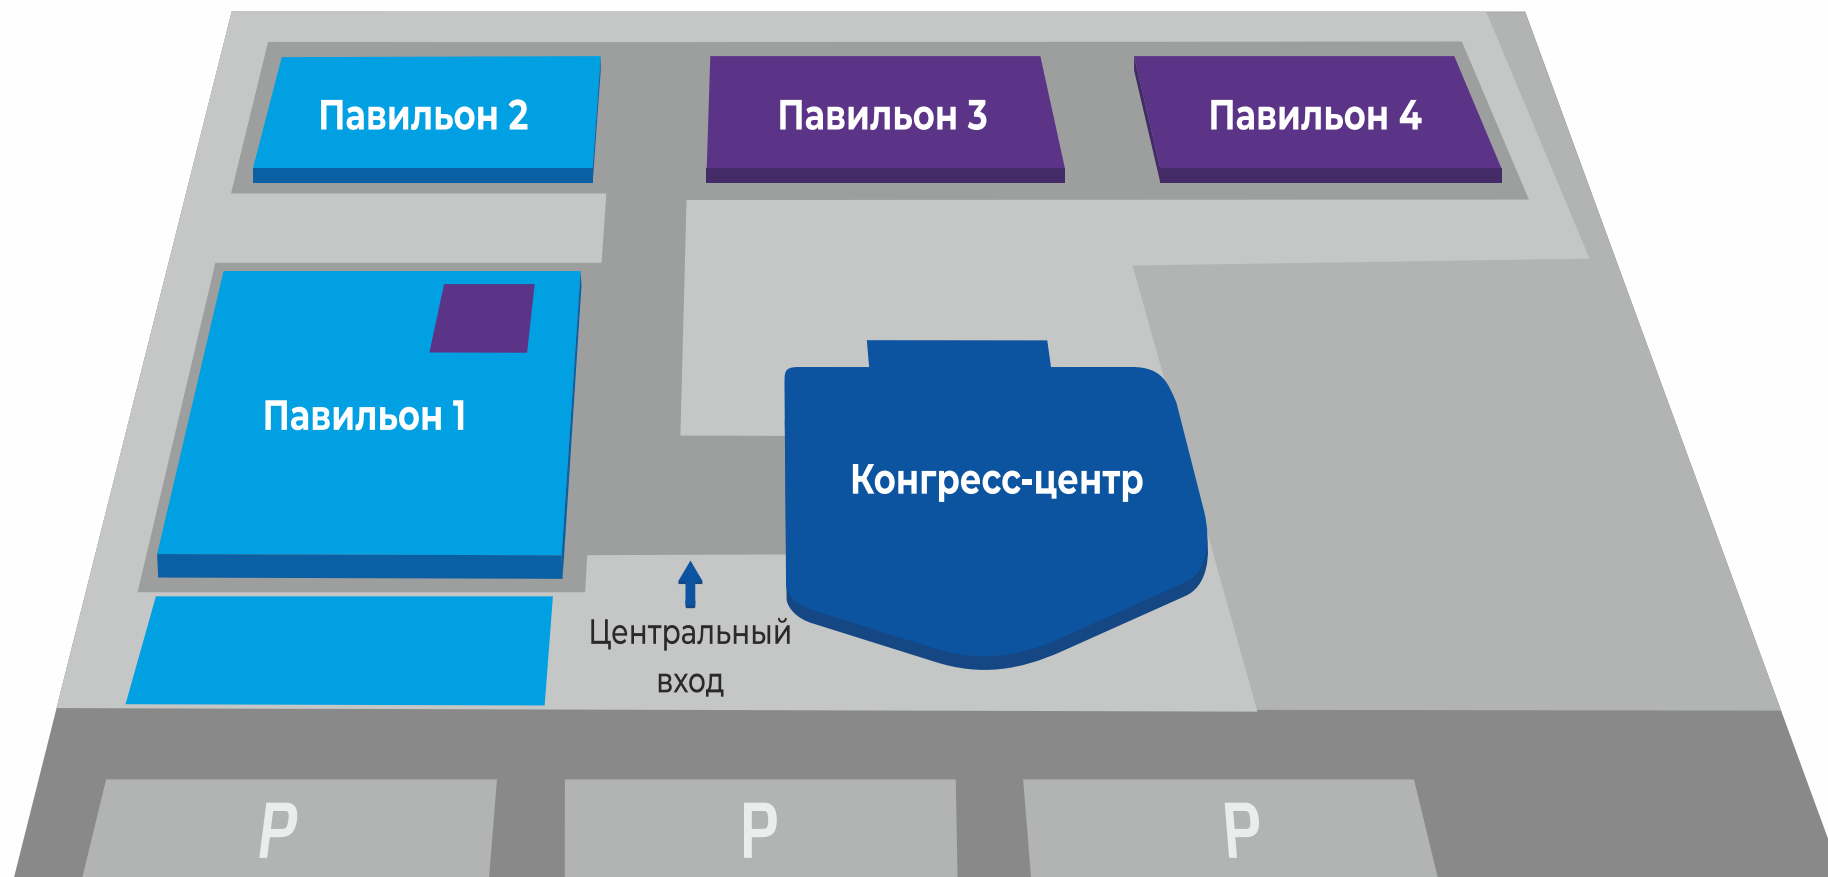 Павильон 2
Павильон 3
Павильон 4
Павильон 1
Конгресс-центр
Центральный
вход
P
P
P